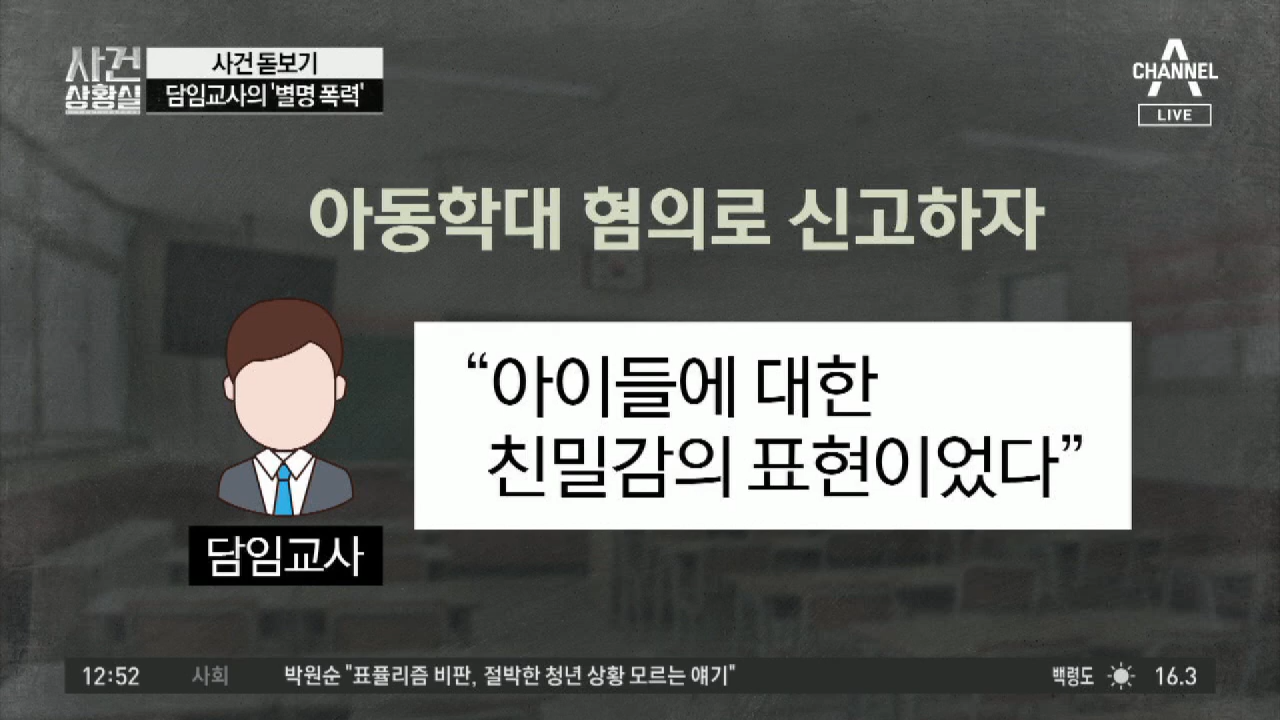 사건
상황실
사건 돋보기
담임교사의 '별명 폭력'
CHANNEL
LIVE
아동학대 혐의로 신고하자
“아이들에 대한
친밀감의 표현이었다”
담임교사
12:52 사회 박원순 "표퓰리즘 비판, 절박한 청년 상황 모르는 얘기" 백령도 16.3